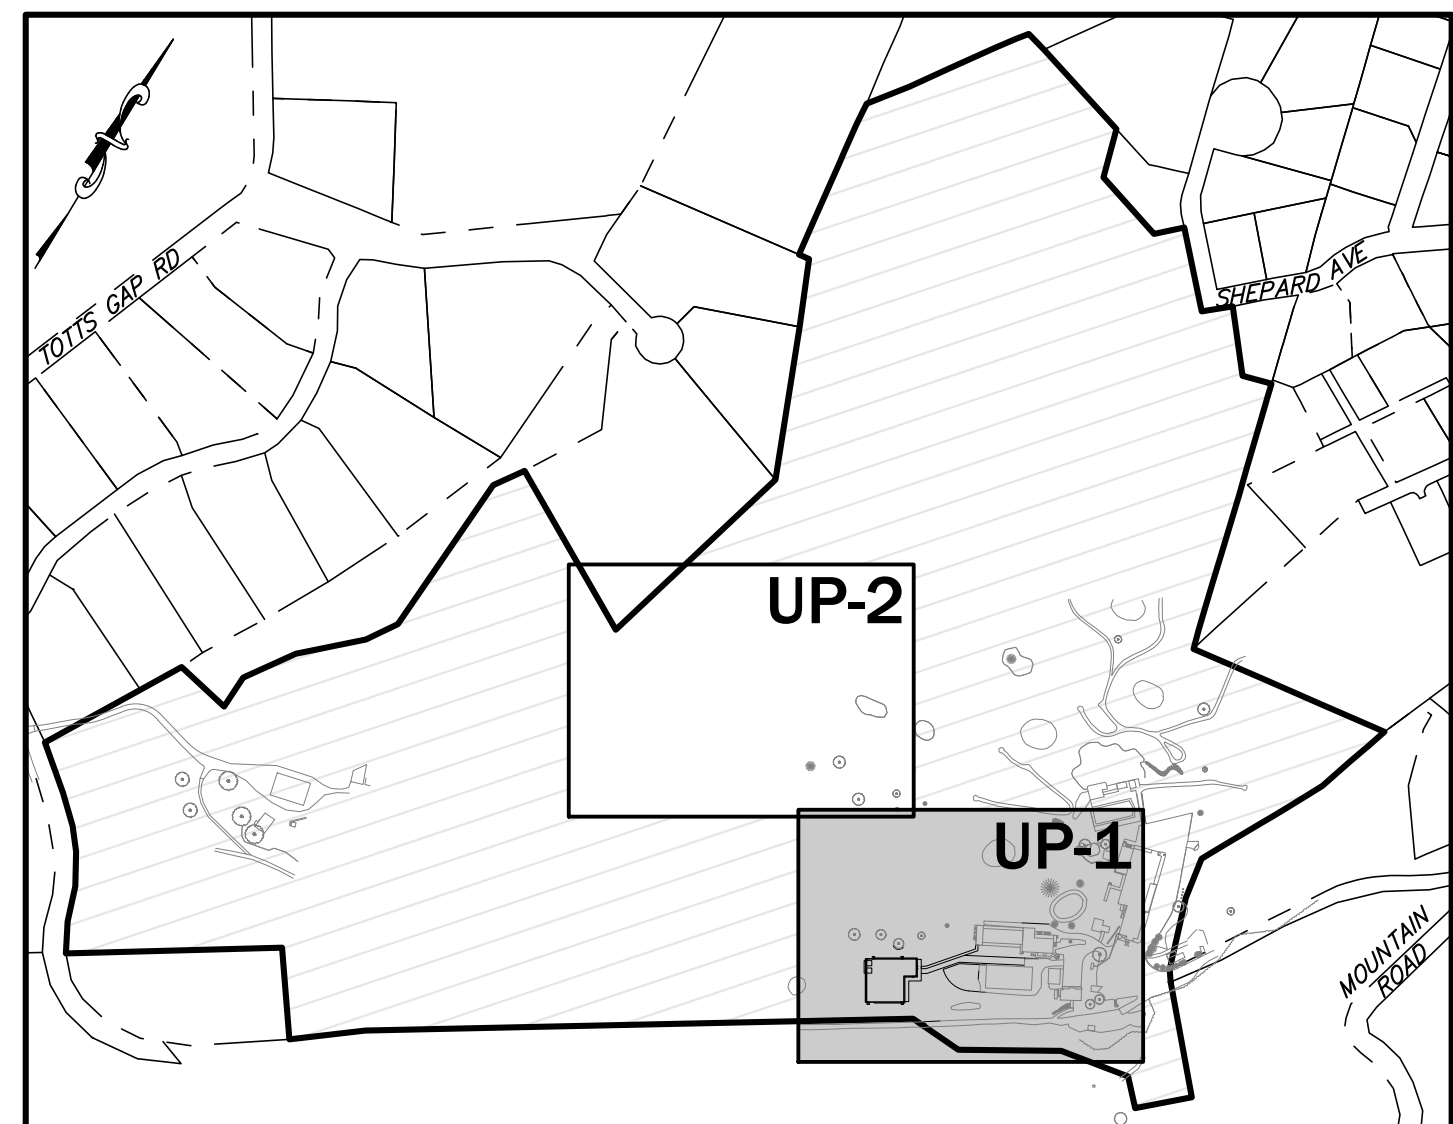 TOTTS GAP RD
SHEPARD AVE
UP-2
UP-1
MOUNTAIN
ROAD